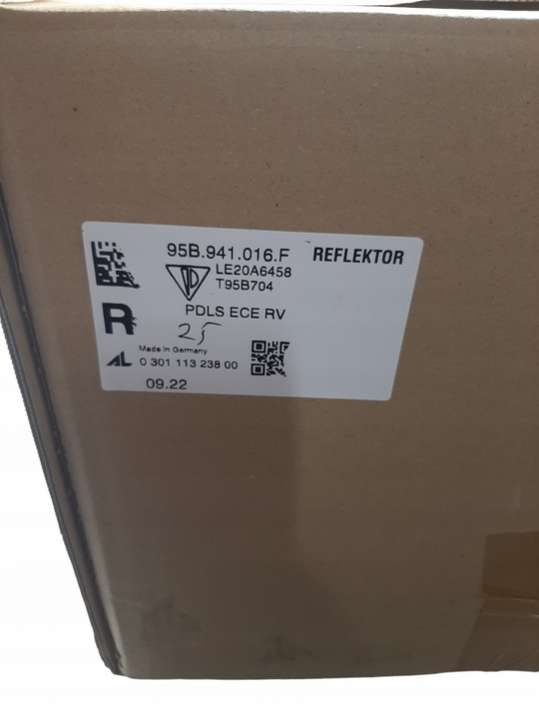 95B.941.016.F REFLEKTOR
LE20A6458
T95B704
R PDLS ECE RV
25
Made in Germany
AL 0 301 113 238 00
09.22